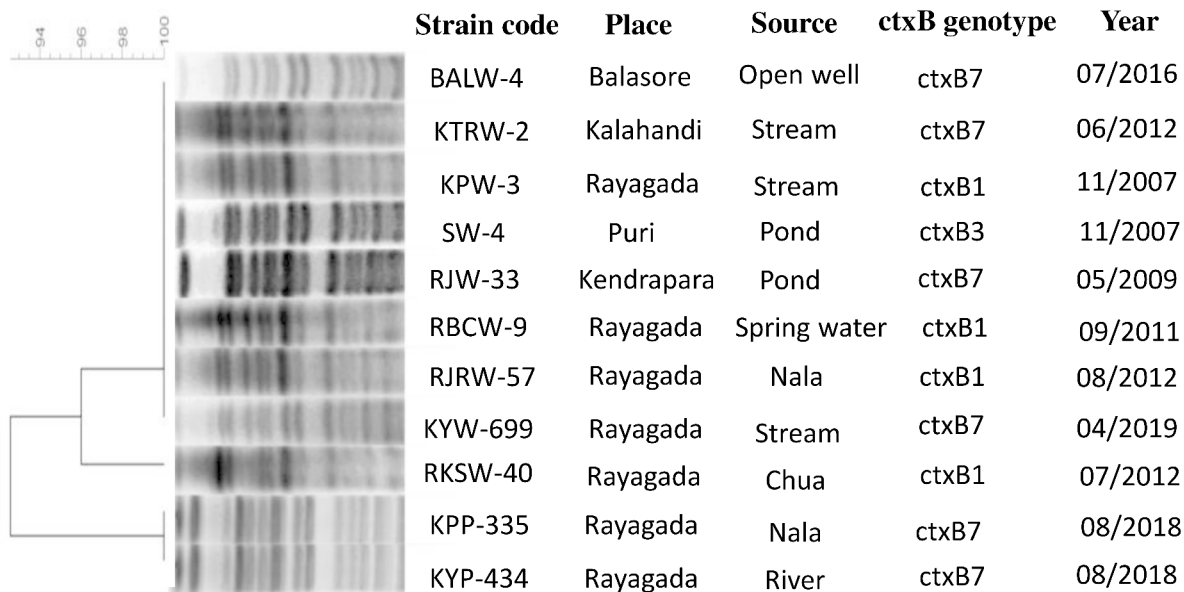 94 96 98 100
Strain code Place Source ctxB genotype Year
BALW-4 Balasore Open well ctxB7 07/2016
KTRW-2 Kalahandi Stream ctxB7 06/2012
KPW-3 Rayagada Stream ctxB1 11/2007
SW-4 Puri Pond ctxB3 11/2007
RJW-33 Kendrapara Pond ctxB7 05/2009
RBCW-9 Rayagada Spring water ctxB1 09/2011
RJRW-57 Rayagada Nala ctxB1 08/2012
KYW-699 Rayagada Stream ctxB7 04/2019
RKSW-40 Rayagada Chua ctxB1 07/2012
KPP-335 Rayagada Nala ctxB7 08/2018
KYP-434 Rayagada River ctxB7 08/2018